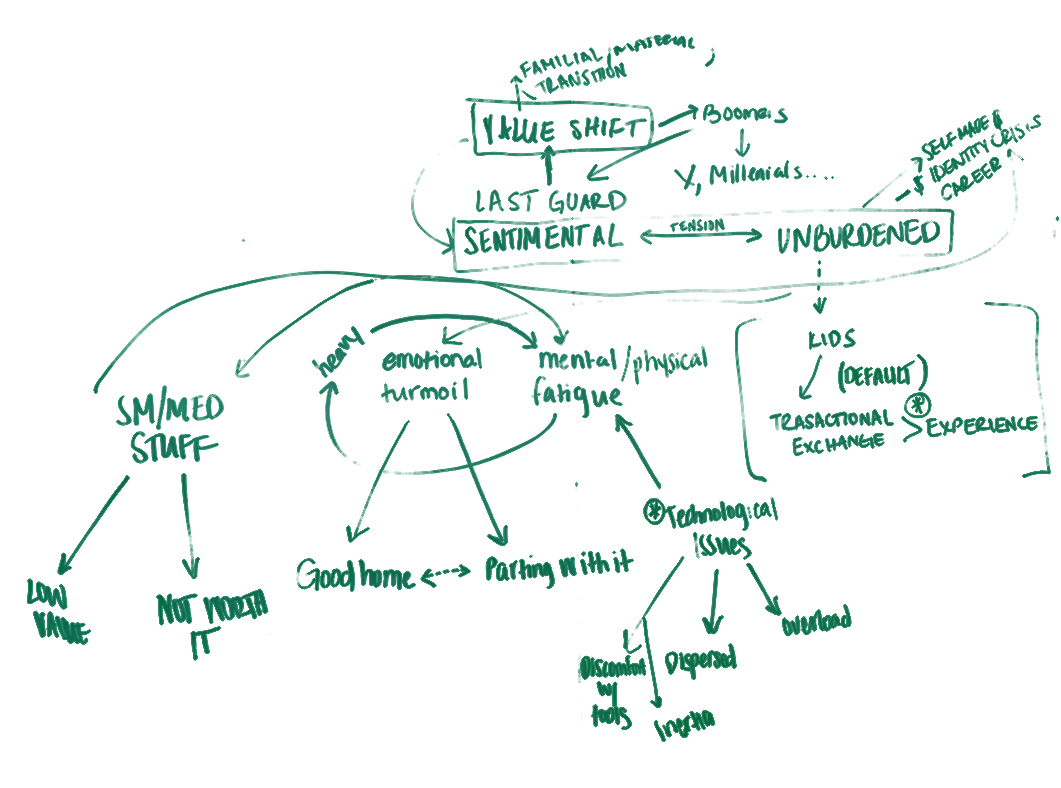 FAMILIAL/MATERIAL
TRANSITION
VALUE SHIFT
Boomers
X, Millenials....
LAST GUARD
SENTIMENTAL
TENSION
UNBURDENED
SELF MADE $
$ IDENTITY CRISIS
CAREER
KIDS
(DEFAULT)
TRASACTIONAL
EXCHANGE
> EXPERIENCE
heavy
emotional
turmoil
mental/physical
fatigue
SM/MED
STUFF
LOW
VALUE
NOT WORTH
IT
Good home
Parting with it
Technological
Issues
Discomfort
w/
tools
Inertia
Dispersed
overload